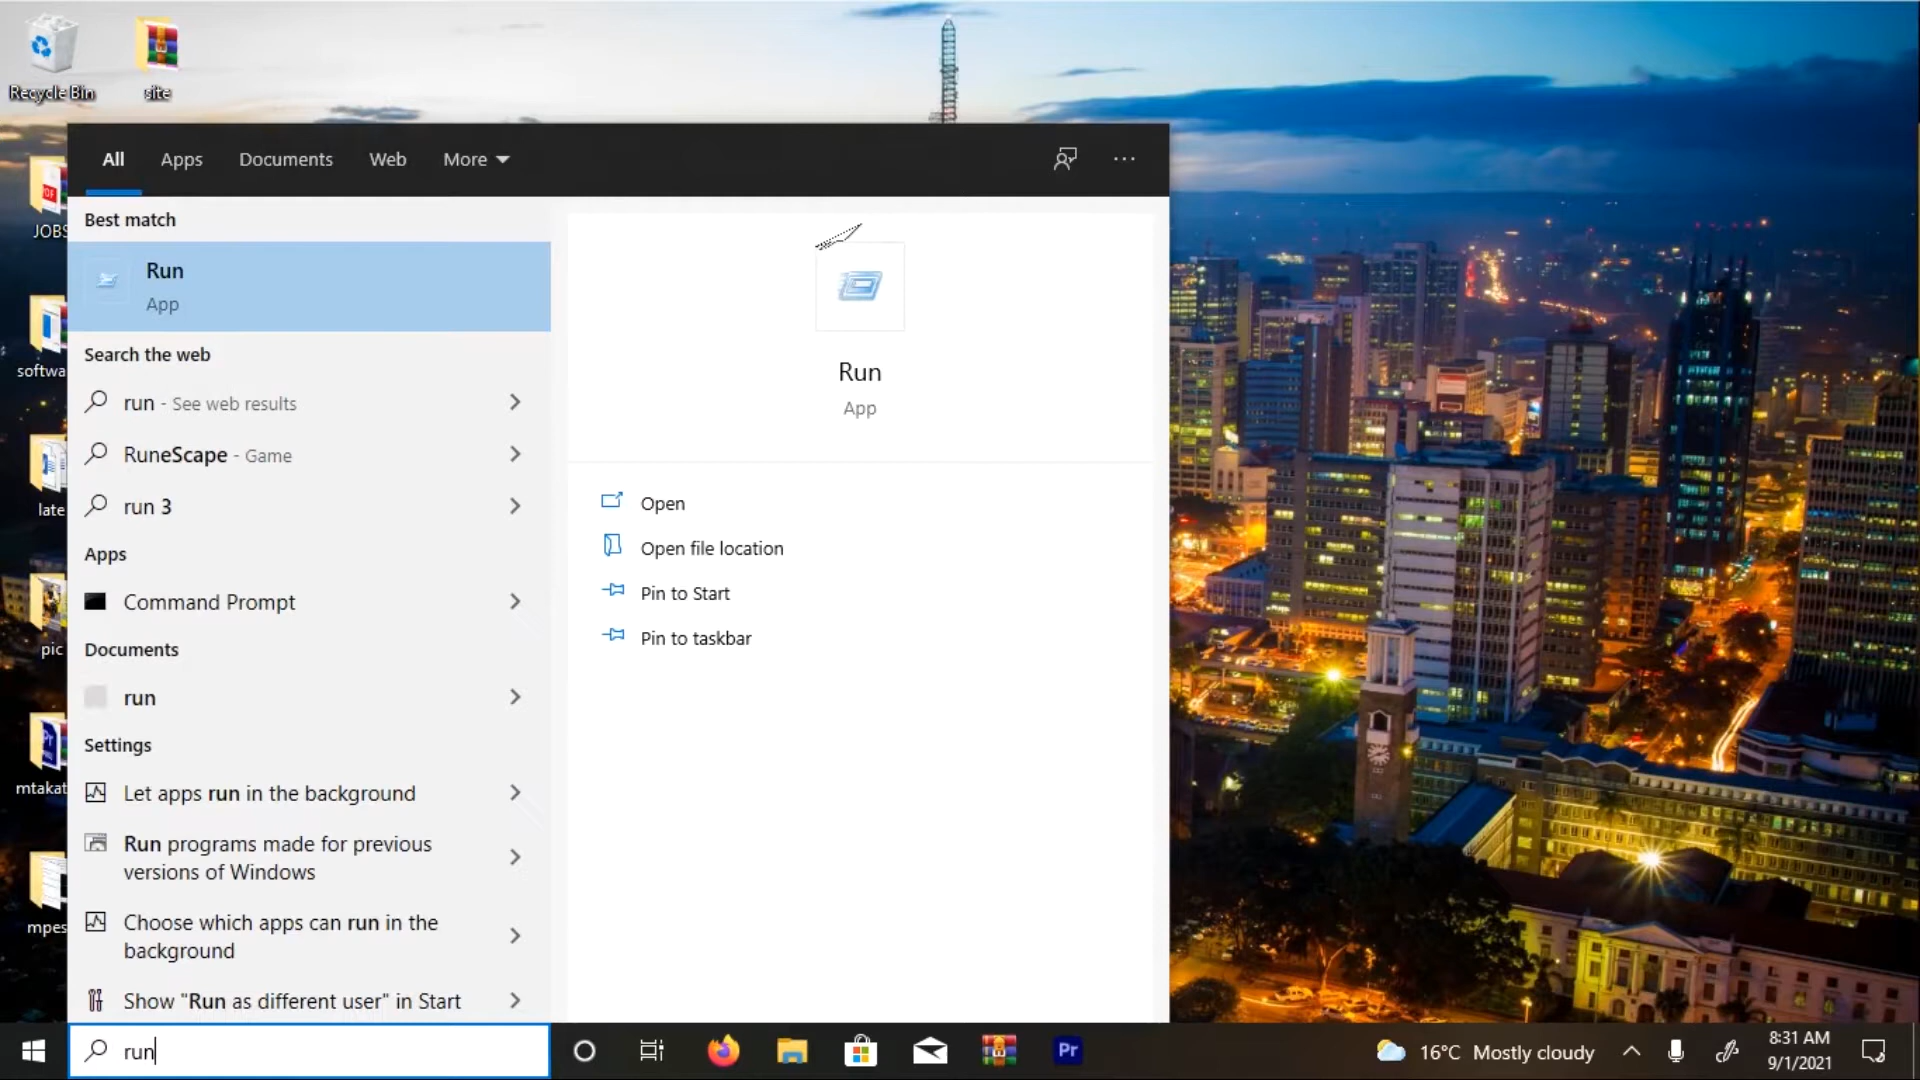 Recycle Bin
site
JOBS
softwa
late
pic
mtakat
mpes
All
Apps
Documents
Web
More
Best match
Run
App
Search the web
run - See web results
RuneScape - Game
run 3
Apps
Command Prompt
Documents
run
Settings
Let apps run in the background
Run programs made for previous
versions of Windows
Choose which apps can run in the
background
Show "Run as different user" in Start
Run
App
Open
Open file location
Pin to Start
Pin to taskbar
run
Pr
16°C Mostly cloudy
8:31 AM
9/1/2021